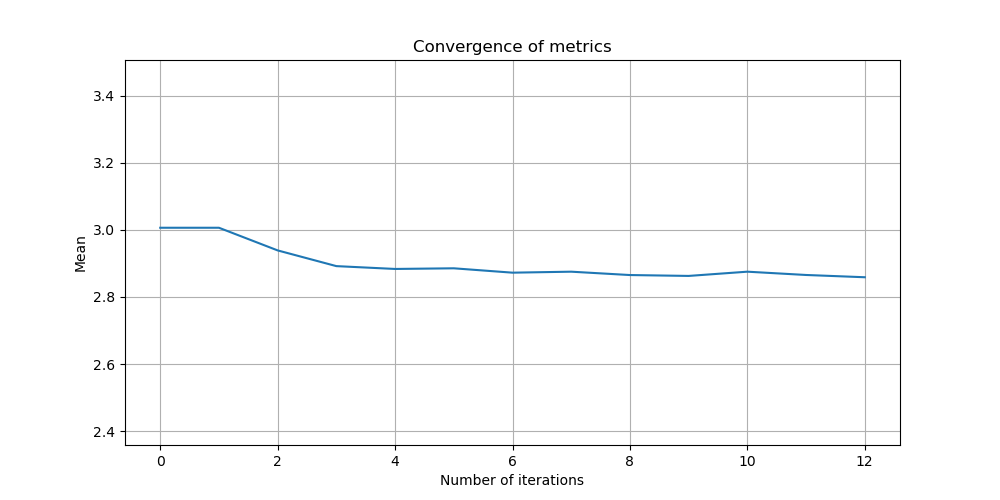 Convergence of metrics
Mean
3.4
3.2
3.0
2.8
2.6
2.4
0 2 4 6 8 10 12
Number of iterations